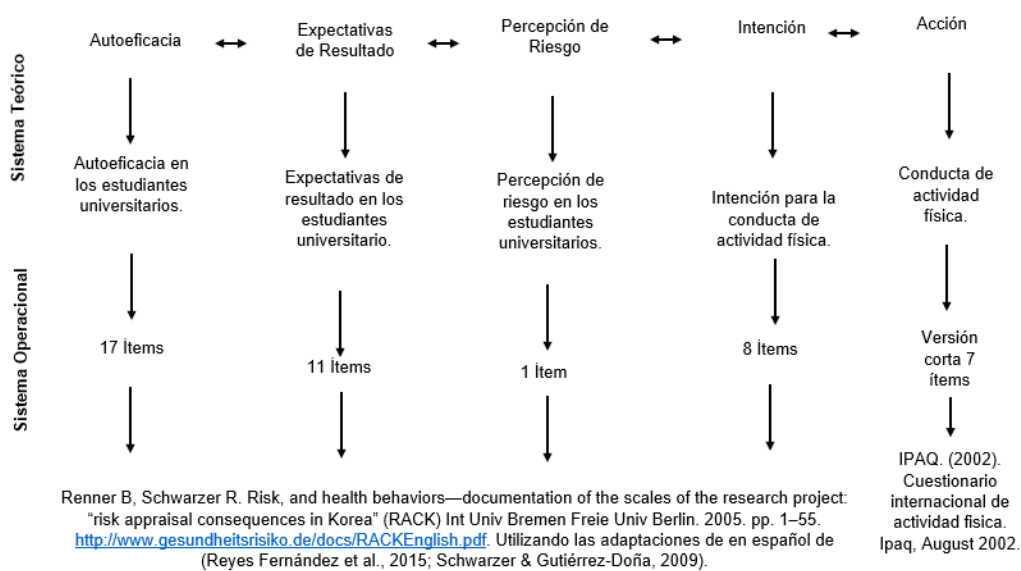 Sistema Teórico
Autoeficacia
Expectativas
de Resultado
Percepción de
Riesgo
Intención
Acción
Autoeficacia en
los estudiantes
universitarios.
Expectativas de
resultado en los
estudiantes
universitario.
Percepción de
riesgo en los
estudiantes
universitarios.
Intención para la
conducta de
actividad física.
Conducta de
actividad
física.
Sistema Operacional
17 Ítems
11 Ítems
1 Ítem
8 Ítems
Versión
corta 7
ítems
Renner B, Schwarzer R. Risk, and health behaviors—documentation of the scales of the research project:
“risk appraisal consequences in Korea” (RACK) Int Univ Bremen Freie Univ Berlin. 2005. pp. 1–55.
http://www.gesundheitsrisiko.de/docs/RACKEnglish.pdf. Utilizando las adaptaciones de en español de
(Reyes Fernández et al., 2015; Schwarzer & Gutiérrez-Doña, 2009).
IPAQ. (2002).
Cuestionario
internacional de
actividad física.
Ipaq, August 2002.